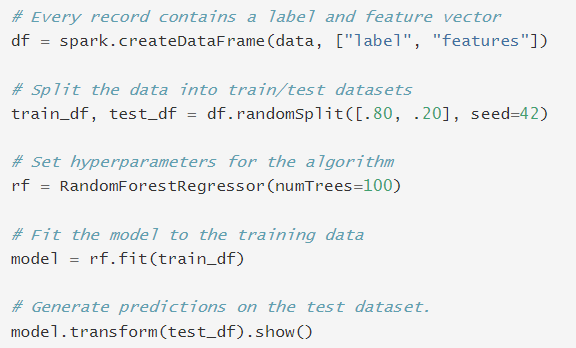 # Every record contains a label and feature vector
df = spark.createDataFrame(data, ["label", "features"])
# Split the data into train/test datasets
train_df, test_df = df.randomSplit([.80, .20], seed=42)
# Set hyperparameters for the algorithm
rf = RandomForestRegressor(numTrees=100)
# Fit the model to the training data
model = rf.fit(train_df)
# Generate predictions on the test dataset.
model.transform(test_df).show()